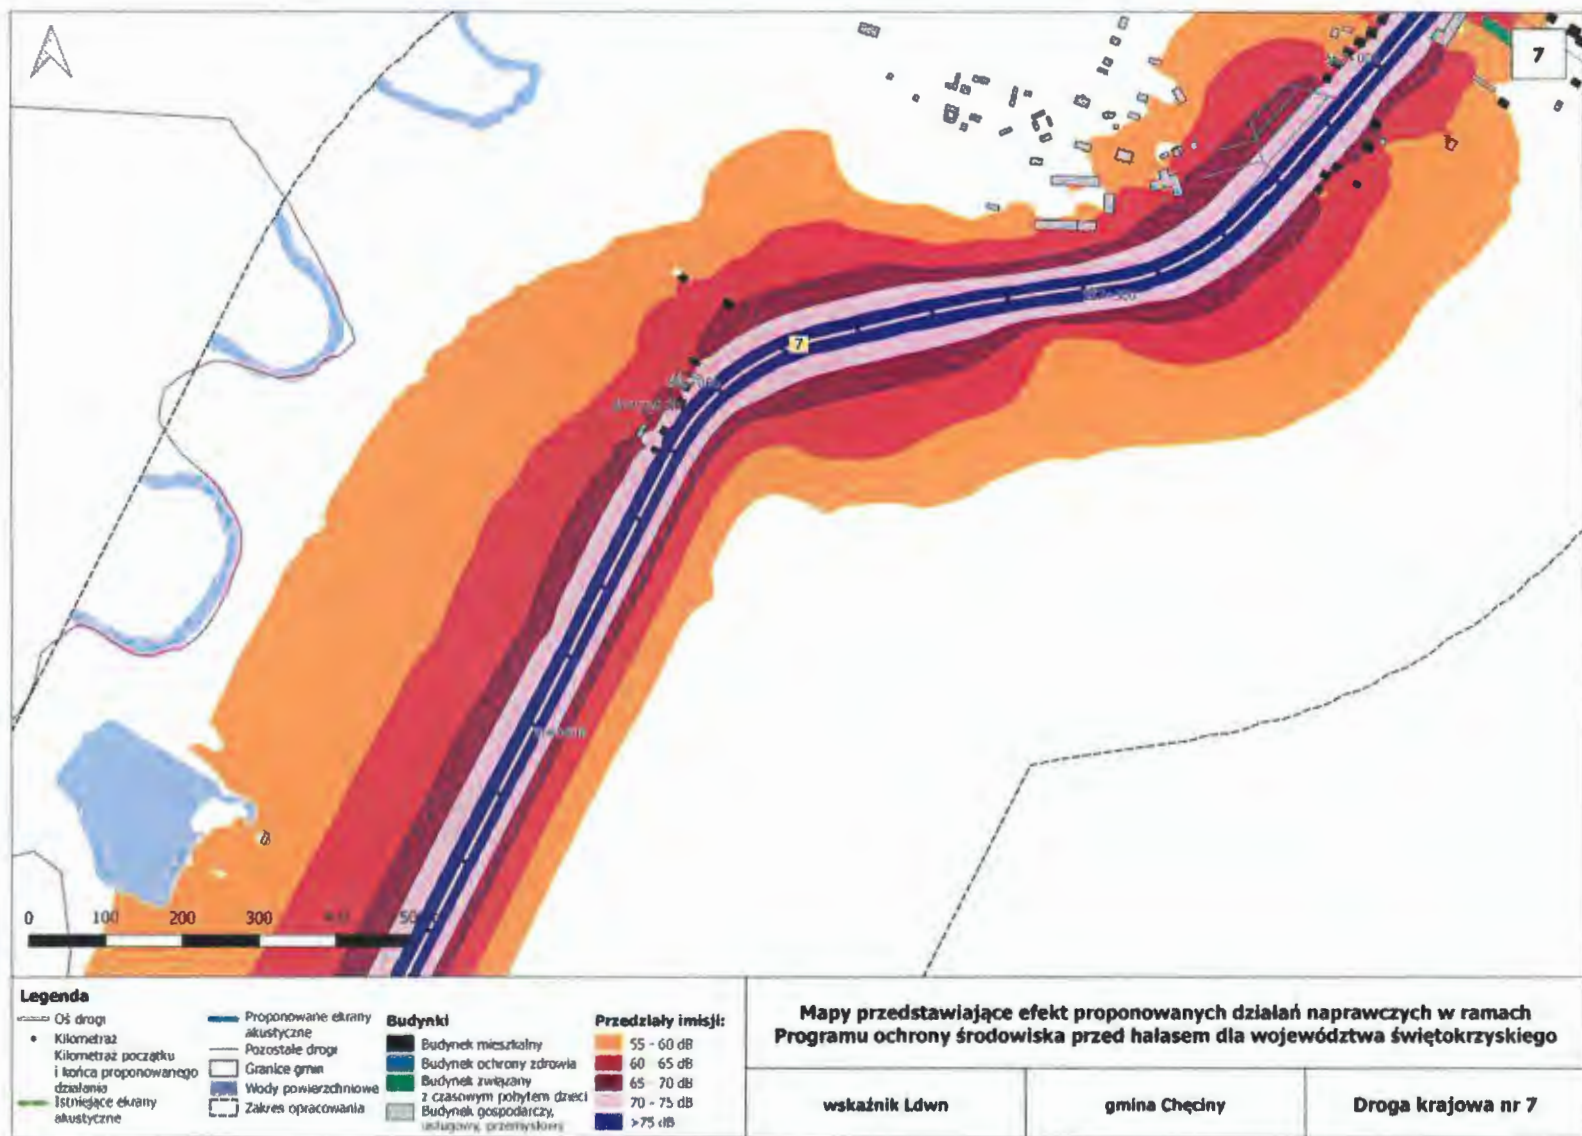 7
7
0 100 200 300
Legenda
Oś drogi
Kilometraż
Kilometraż początku
i końca proponowanego
działania
Istniejące ekrany
akustyczne
Proponowane ekrany
akustyczne
Pozostałe drogi
Granice gmin
Wody powierzchniowe
Zakres opracowania
Budynki
Budynek mieszkalny
Budynek ochrony zdrowia
Budynek związany
z czasowym pobytem dzieci
Budynek gospodarczy,
usługowy, przemysłowy
Przedziały imisji:
55 - 60 dB
60 65 dB
65 - 70 dB
70 - 75 dB
>75 dB
Mapy przedstawiające efekt proponowanych działań naprawczych w ramach
Programu ochrony środowiska przed hałasem dla województwa świętokrzyskiego
wskaźnik Ldwn
gmina Chęciny
Droga krajowa nr 7